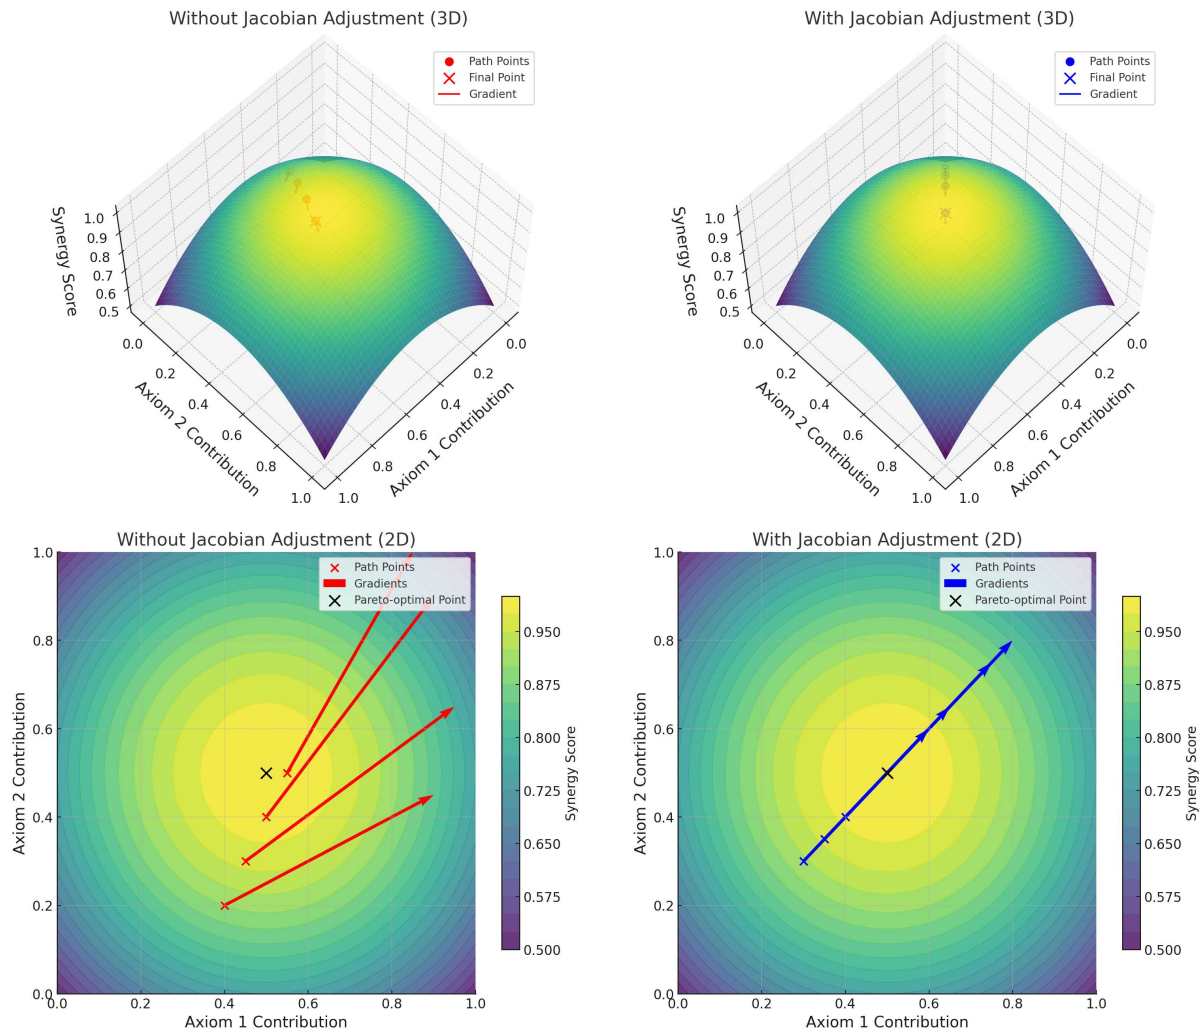 Without Jacobian Adjustment (3D)
Path Points
Final Point
Gradient
Synergy Score
1.0
0.9
0.8
0.7
0.6
0.5
0.0
0.2
0.4
0.6
0.8
1.0
Axiom 2 Contribution
0.0
0.2
0.4
0.6
0.8
1.0
Axiom 1 Contribution
With Jacobian Adjustment (3D)
Path Points
Final Point
Gradient
Synergy Score
1.0
0.9
0.8
0.7
0.6
0.5
0.0
0.2
0.4
0.6
0.8
1.0
Axiom 2 Contribution
0.0
0.2
0.4
0.6
0.8
1.0
Axiom 1 Contribution
Without Jacobian Adjustment (2D)
Path Points
Gradients
Pareto-optimal Point
Axiom 2 Contribution
1.0
0.8
0.6
0.4
0.2
0.0
0.0 0.2 0.4 0.6 0.8 1.0
Axiom 1 Contribution
0.950
0.875
0.800
0.725
0.650
0.575
0.500
Synergy Score
With Jacobian Adjustment (2D)
Path Points
Gradients
Pareto-optimal Point
Axiom 2 Contribution
1.0
0.8
0.6
0.4
0.2
0.0
0.0 0.2 0.4 0.6 0.8 1.0
Axiom 1 Contribution
0.950
0.875
0.800
0.725
0.650
0.575
0.500
Synergy Score